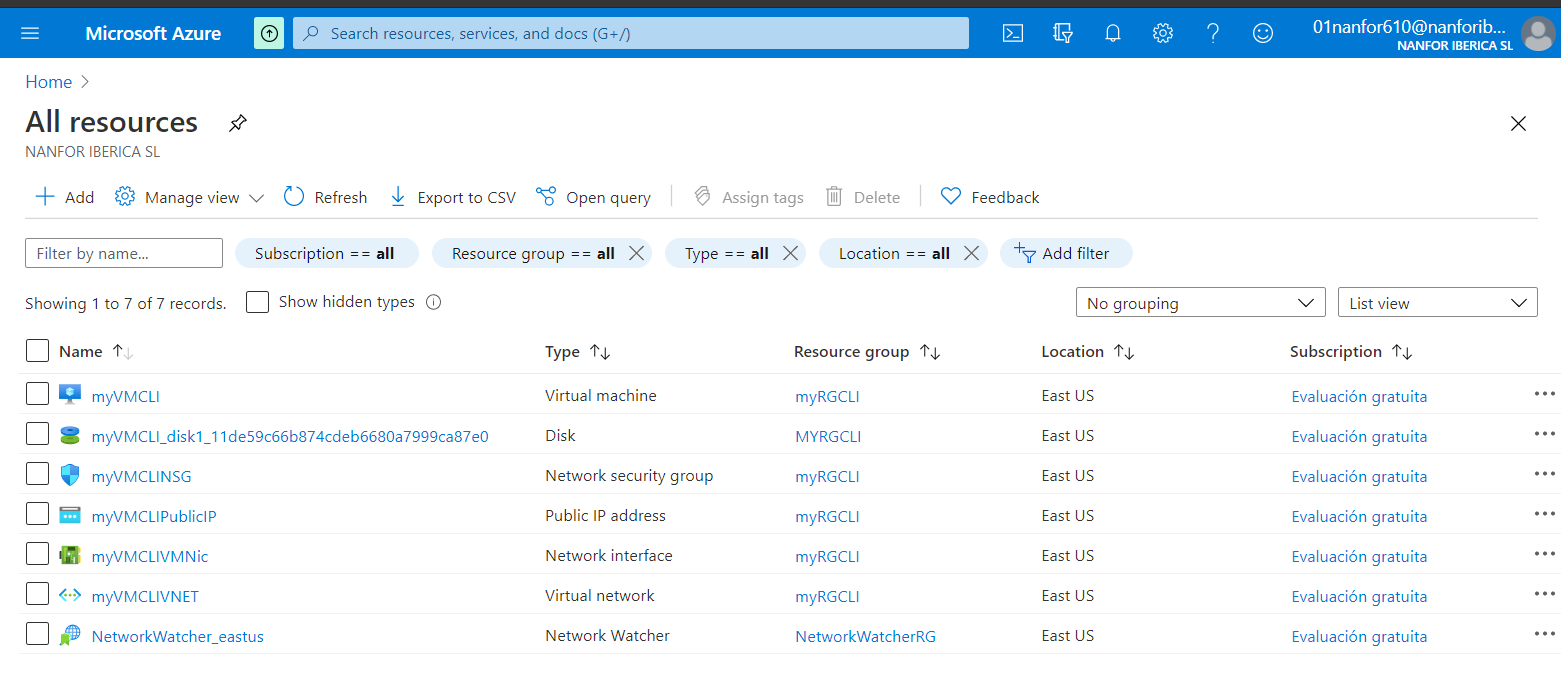 Microsoft Azure Search resources, services, and docs (G+/) 01nanfor610@nanforib...
NANFOR IBERICA SL
Home
All resources
NANFOR IBERICA SL
Add Manage view Refresh Export to CSV Open query Assign tags Delete Feedback
Filter by name... Subscription == all Resource group == all Type == all Location == all Add filter
Showing 1 to 7 of 7 records. Show hidden types No grouping List view
Name Type Resource group Location Subscription
myVMCLI Virtual machine myRGCLI East US Evaluación gratuita
myVMCLI_disk1_11de59c66b874cdeb6680a7999ca87e0 Disk MYRGCLI East US Evaluación gratuita
myVMCLINSG Network security group myRGCLI East US Evaluación gratuita
myVMCLIPublicIP Public IP address myRGCLI East US Evaluación gratuita
myVMCLIVMNic Network interface myRGCLI East US Evaluación gratuita
myVMCLIVNET Virtual network myRGCLI East US Evaluación gratuita
NetworkWatcher_eastus Network Watcher NetworkWatcherRG East US Evaluación gratuita